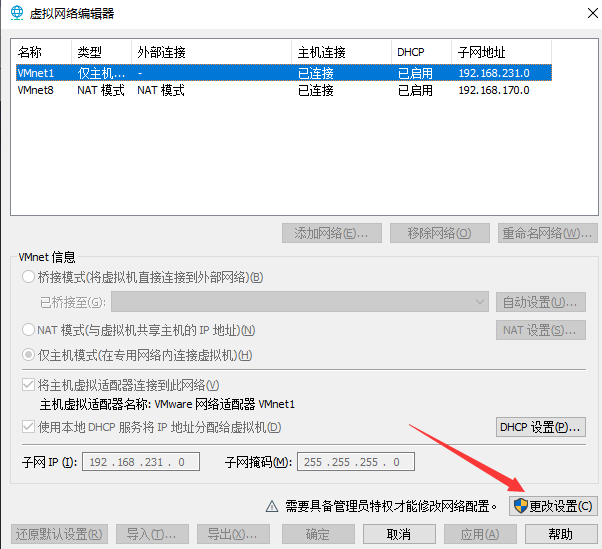 虚拟网络编辑器
名称 类型 外部连接 主机连接 DHCP 子网地址
VMnet1 仅主机... - 已连接 已启用 192.168.231.0
VMnet8 NAT 模式 NAT 模式 已连接 已启用 192.168.170.0
添加网络(E)... 移除网络(O) 重命名网络(W)...
VMnet 信息
桥接模式(将虚拟机直接连接到外部网络)(B)
已桥接至(G): 自动设置(U)...
NAT 模式(与虚拟机共享主机的 IP 地址)(N) NAT 设置(S)...
仅主机模式(在专用网络内连接虚拟机)(H)
将主机虚拟适配器连接到此网络(V)
主机虚拟适配器名称: VMware 网络适配器 VMnet1
使用本地 DHCP 服务将 IP 地址分配给虚拟机(D) DHCP 设置(P)...
子网 IP (I): 192 .168 .231 . 0 子网掩码(M): 255 .255 .255 . 0
需要具备管理员特权才能修改网络配置。 更改设置(C)
还原默认设置(R) 导入(T)... 导出(X)... 确定 取消 应用(A) 帮助